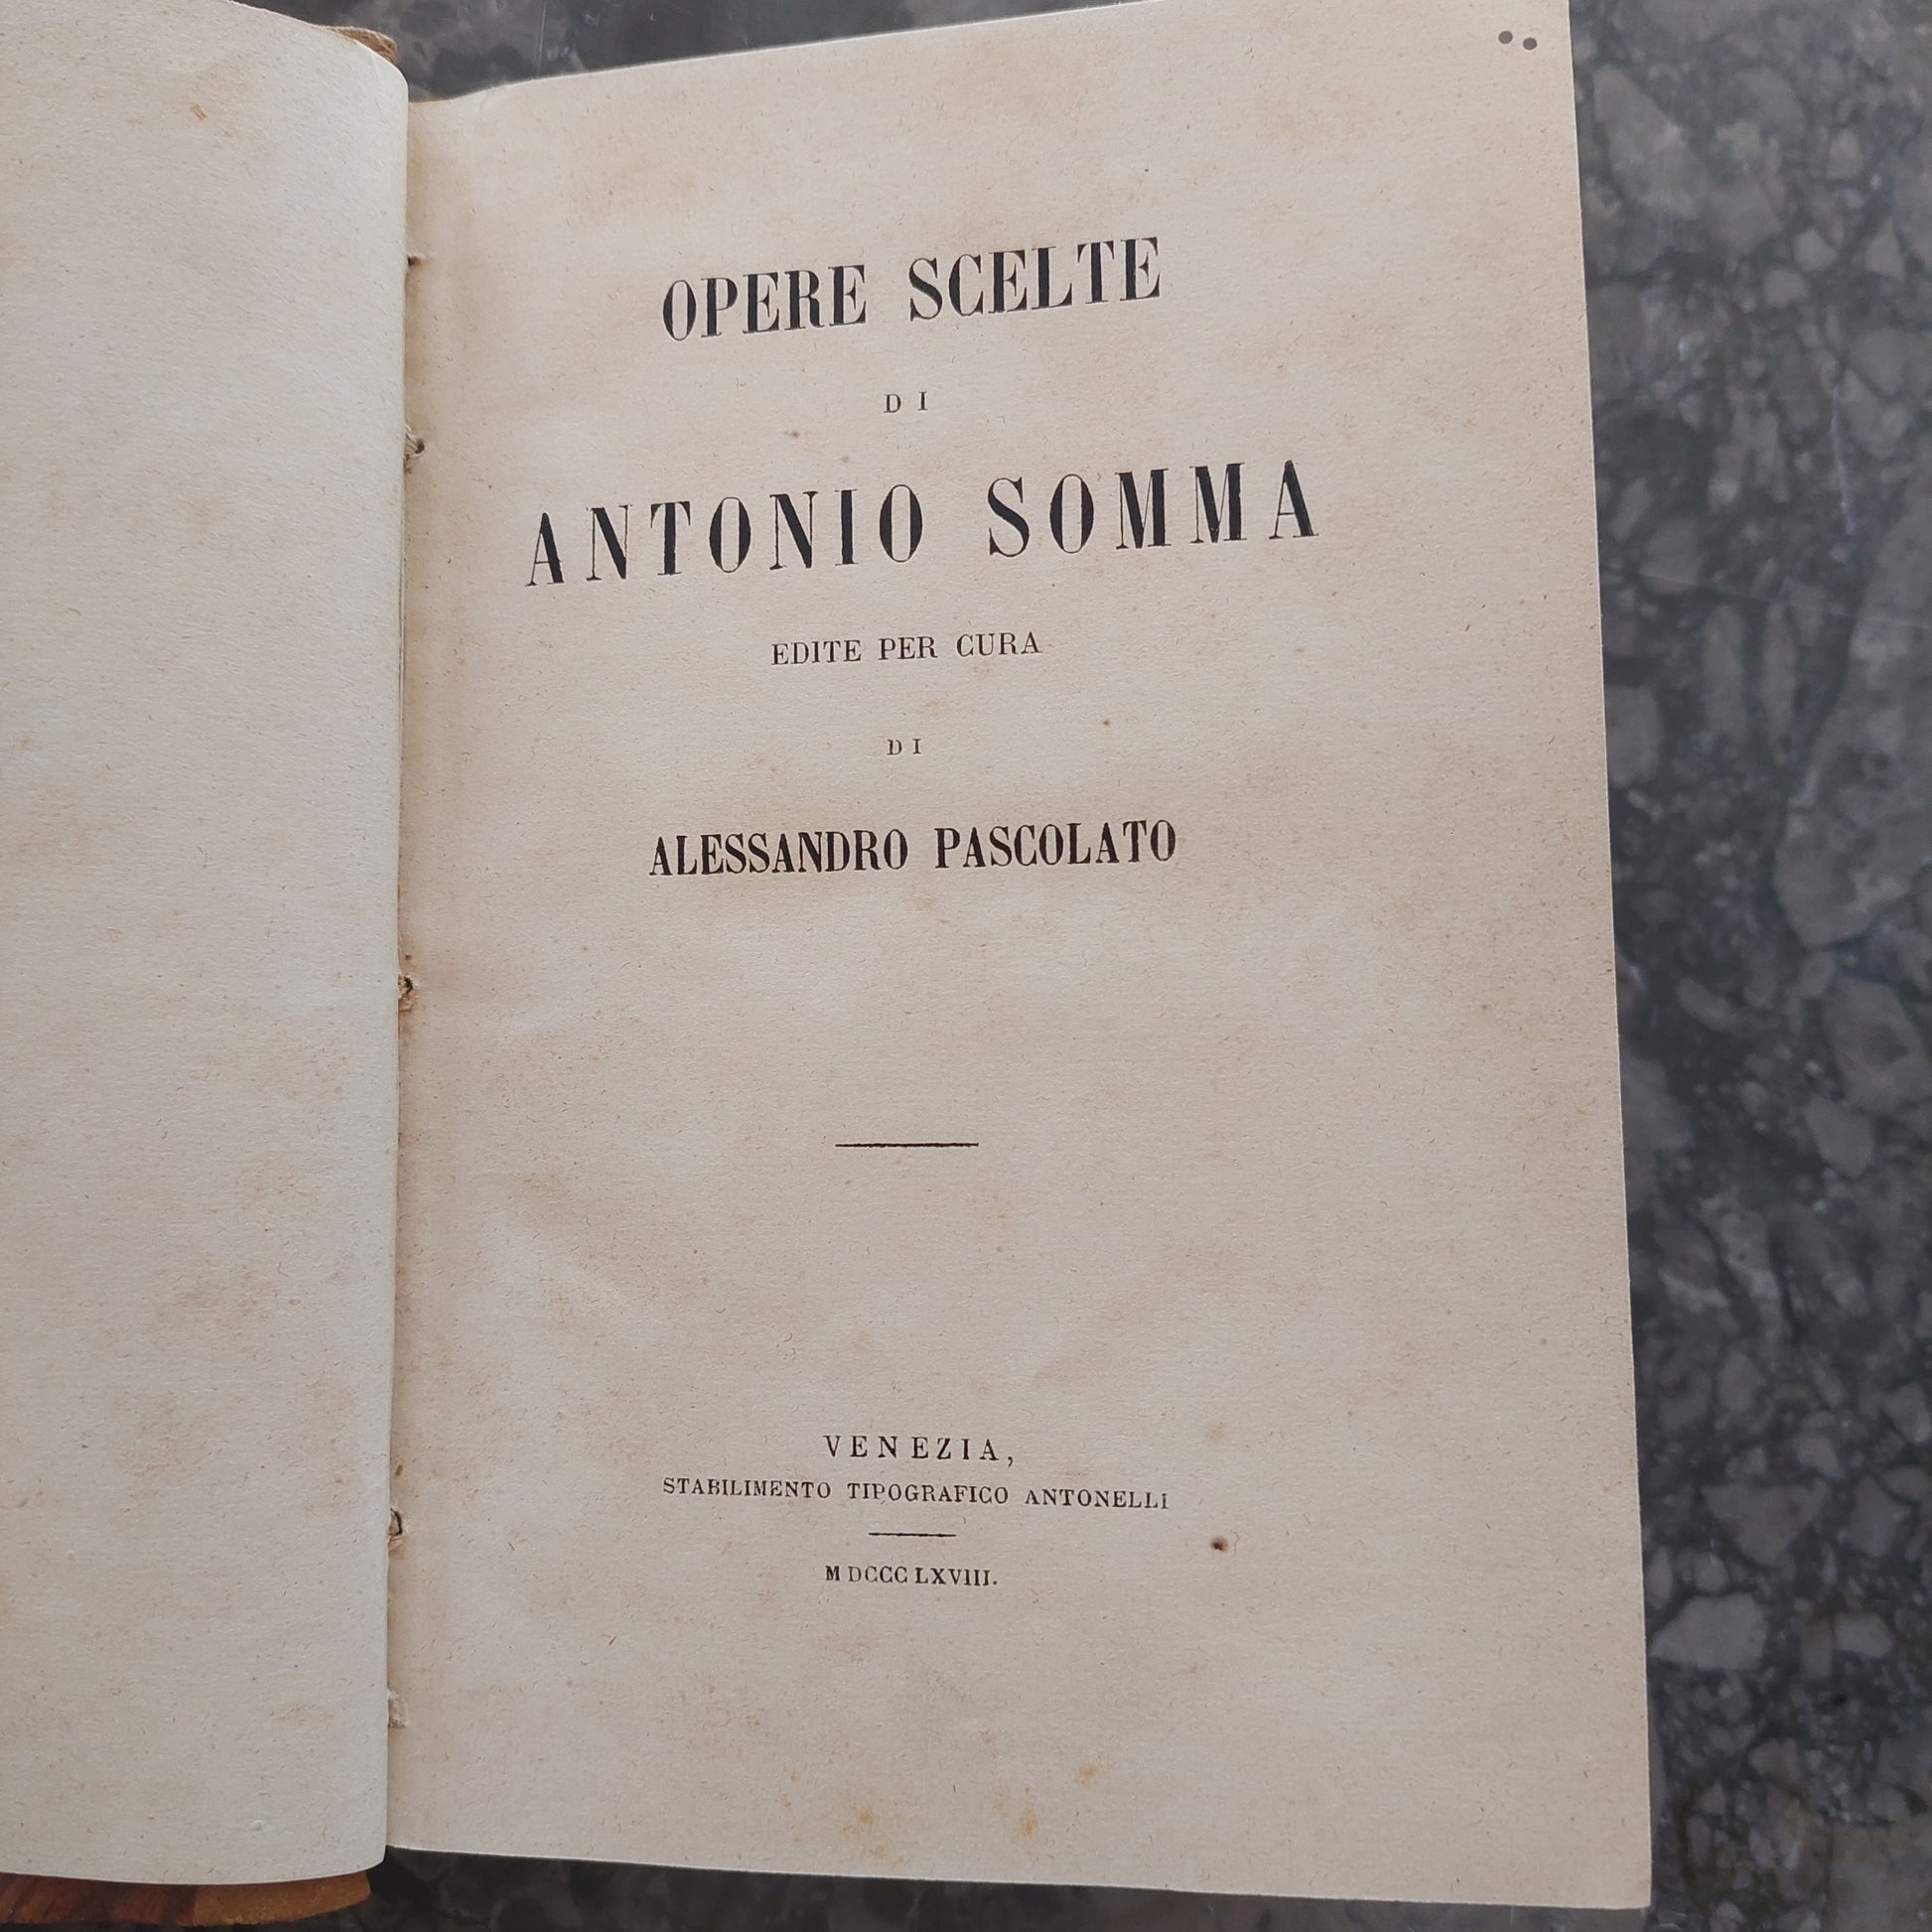 OPERE SCELTE
DI
ANTONIO SOMMA
EDITE PER CURA
DI
ALESSANDRO PASCOLATO
VENEZIA,
STABILIMENTO TIPOGRAFICO ANTONELLI
MDCCCLXVIII.